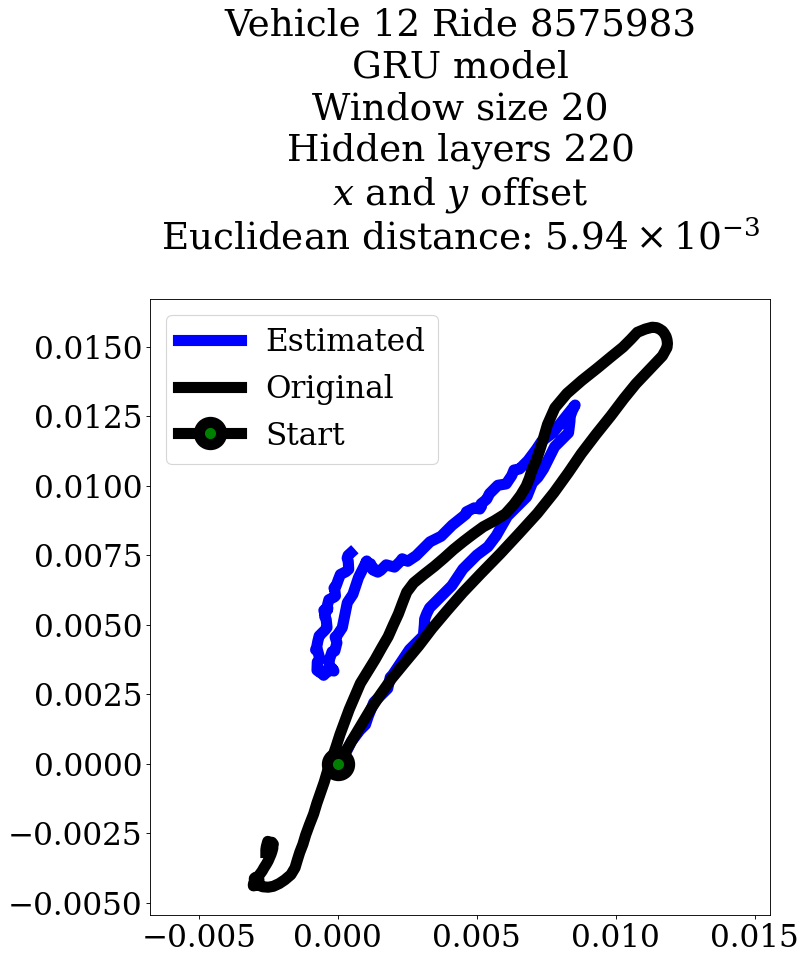 Vehicle 12 Ride 8575983
GRU model
Window size 20
Hidden layers 220
x and y offset
Euclidean distance: 5.94 × 10⁻³
Estimated
Original
Start
0.0150
0.0125
0.0100
0.0075
0.0050
0.0025
0.0000
−0.0025
−0.0050
−0.005 0.000 0.005 0.010 0.015